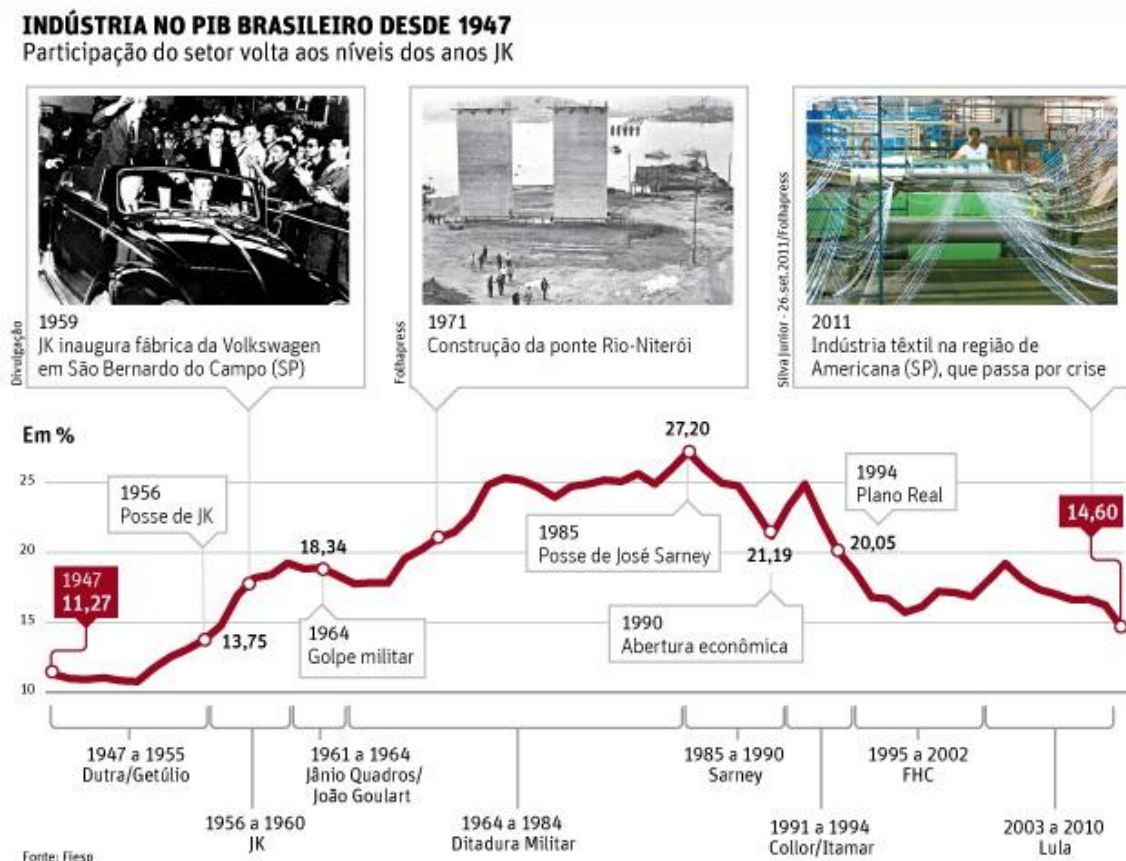 INDÚSTRIA NO PIB BRASILEIRO DESDE 1947
Participação do setor volta aos níveis dos anos JK
Divulgação
1959
JK inaugura fábrica da Volkswagen
em São Bernardo do Campo (SP)
Folhapress
1971
Construção da ponte Rio-Niterói
Silva Junior - 26.set.2011/Folhapress
2011
Indústria têxtil na região de
Americana (SP), que passa por crise
Em %
25
20
15
10
1947
11,27
1956
Posse de JK
13,75
18,34
1964
Golpe militar
27,20
1985
Posse de José Sarney
21,19
1990
Abertura econômica
1994
Plano Real
20,05
14,60
1947 a 1955
Dutra/Getúlio
1956 a 1960
JK
1961 a 1964
Jânio Quadros/
João Goulart
1964 a 1984
Ditadura Militar
1985 a 1990
Sarney
1991 a 1994
Collor/Itamar
1995 a 2002
FHC
2003 a 2010
Lula
Fonte: Fiesp